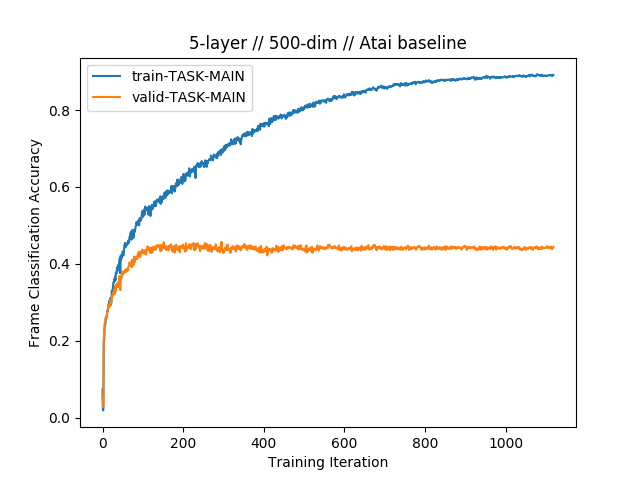 5-layer // 500-dim // Atai baseline
train-TASK-MAIN
valid-TASK-MAIN
Frame Classification Accuracy
0.8
0.6
0.4
0.2
0.0
0 200 400 600 800 1000
Training Iteration